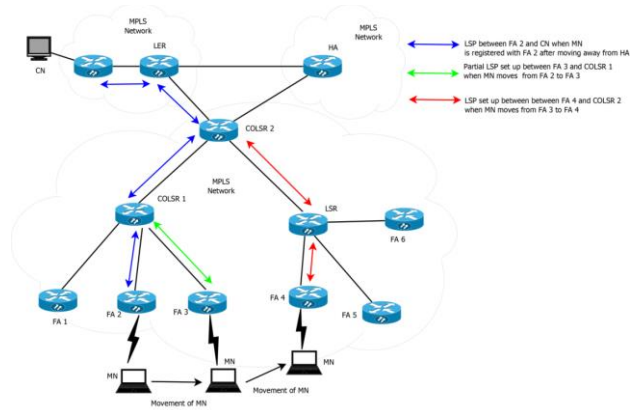 MPLS
Network
LER
MPLS
Network
HA
CN
LSP between FA 2 and CN when MN
is registered with FA 2 after moving away from HA
Partial LSP set up between FA 3 and COLSR 1
when MN moves from FA 2 to FA 3
LSP set up between between FA 4 and COLSR 2
when MN moves from FA 3 to FA 4
COLSR 2
MPLS
Network
COLSR 1
LSR
FA 6
FA 1
FA 2
FA 3
FA 4
FA 5
MN
MN
MN
Movement of MN
Movement of MN